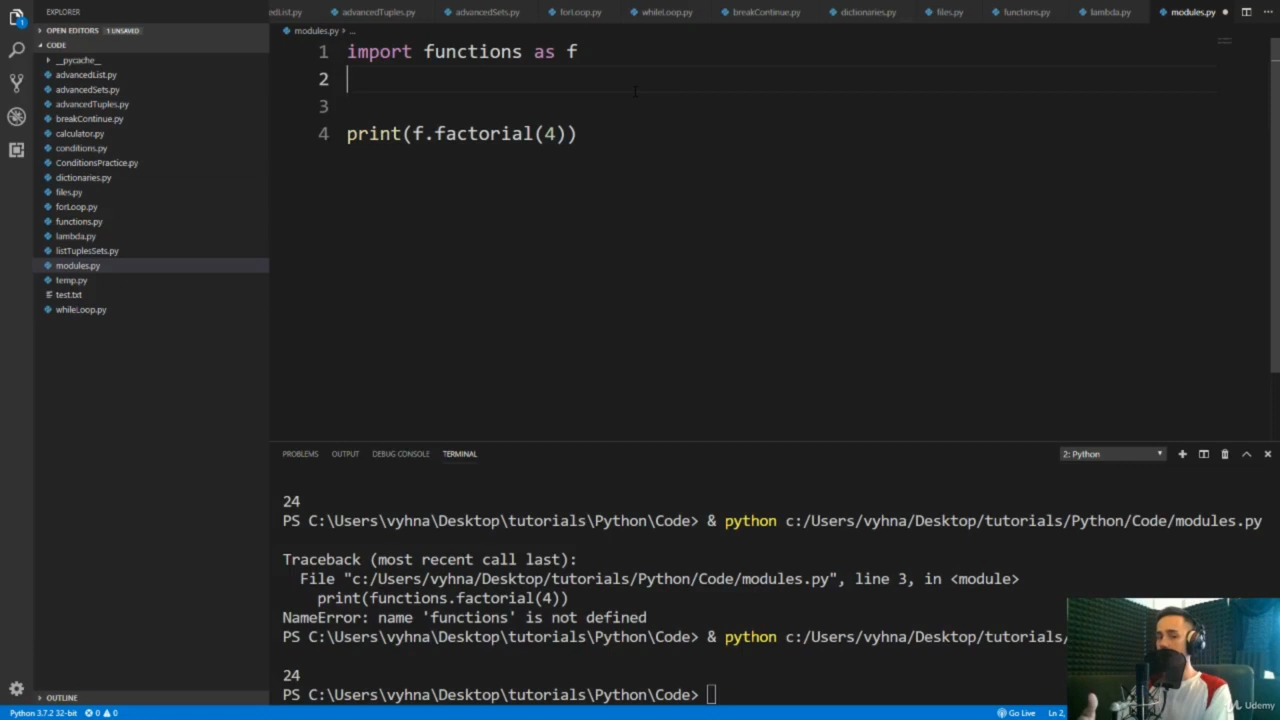 EXPLORER
OPEN EDITORS 1 UNSAVED
CODE
__pycache__
advancedList.py
advancedSets.py
advancedTuples.py
breakContinue.py
calculator.py
conditions.py
ConditionsPractice.py
dictionaries.py
files.py
forLoop.py
functions.py
lambda.py
listTuplesSets.py
modules.py
temp.py
test.txt
whileLoop.py
OUTLINE
edList.py advancedTuples.py advancedSets.py forLoop.py whileLoop.py breakContinue.py dictionaries.py files.py functions.py lambda.py modules.py
modules.py > ...
1 import functions as f
2
3
4 print(f.factorial(4))
PROBLEMS OUTPUT DEBUG CONSOLE TERMINAL 2: Python
24
PS C:\Users\vyhna\Desktop\tutorials\Python\Code> & python c:/Users/vyhna/Desktop/tutorials/Python/Code/modules.py
Traceback (most recent call last):
File "c:/Users/vyhna/Desktop/tutorials/Python/Code/modules.py", line 3, in <module>
print(functions.factorial(4))
NameError: name 'functions' is not defined
PS C:\Users\vyhna\Desktop\tutorials\Python\Code> & python c:/Users/vyhna/Desktop/tutorials/
24
PS C:\Users\vyhna\Desktop\tutorials\Python\Code>
Udemy
1
Python 3.7.2 32-bit 0 0 Go Live Ln 2,